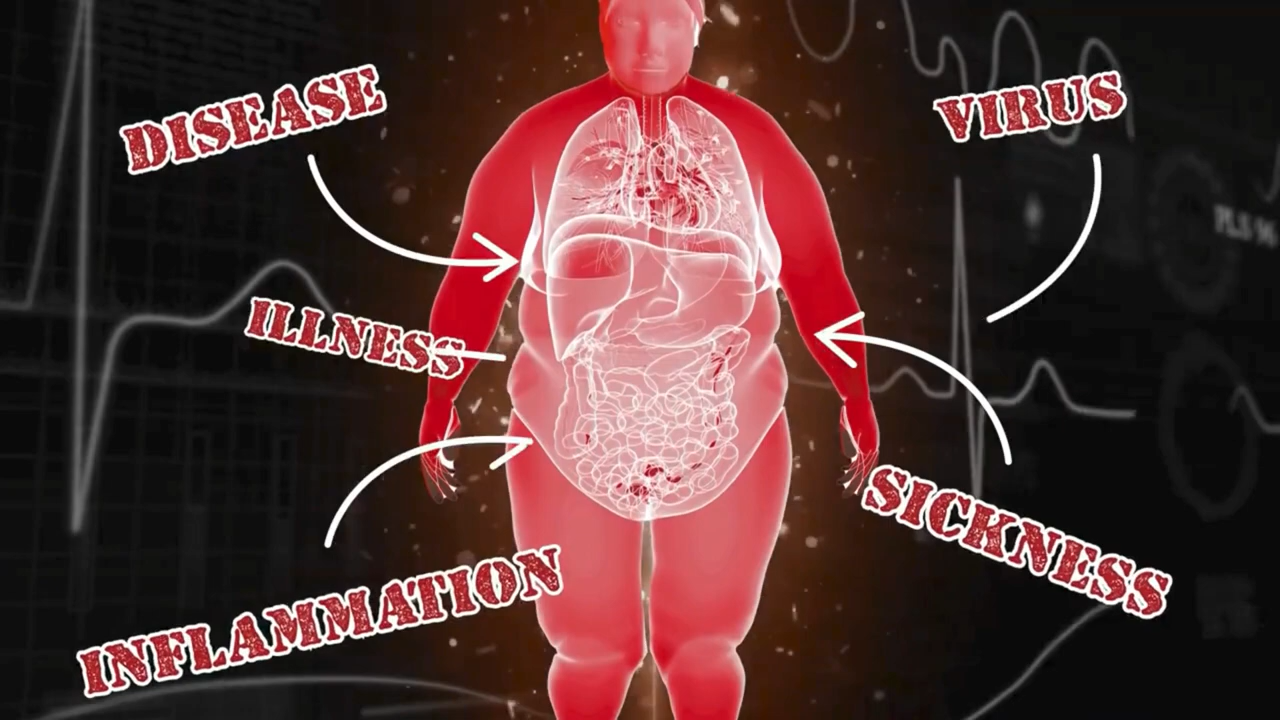 DISEASE
VIRUS
ILLNESS
SICKNESS
INFLAMMATION